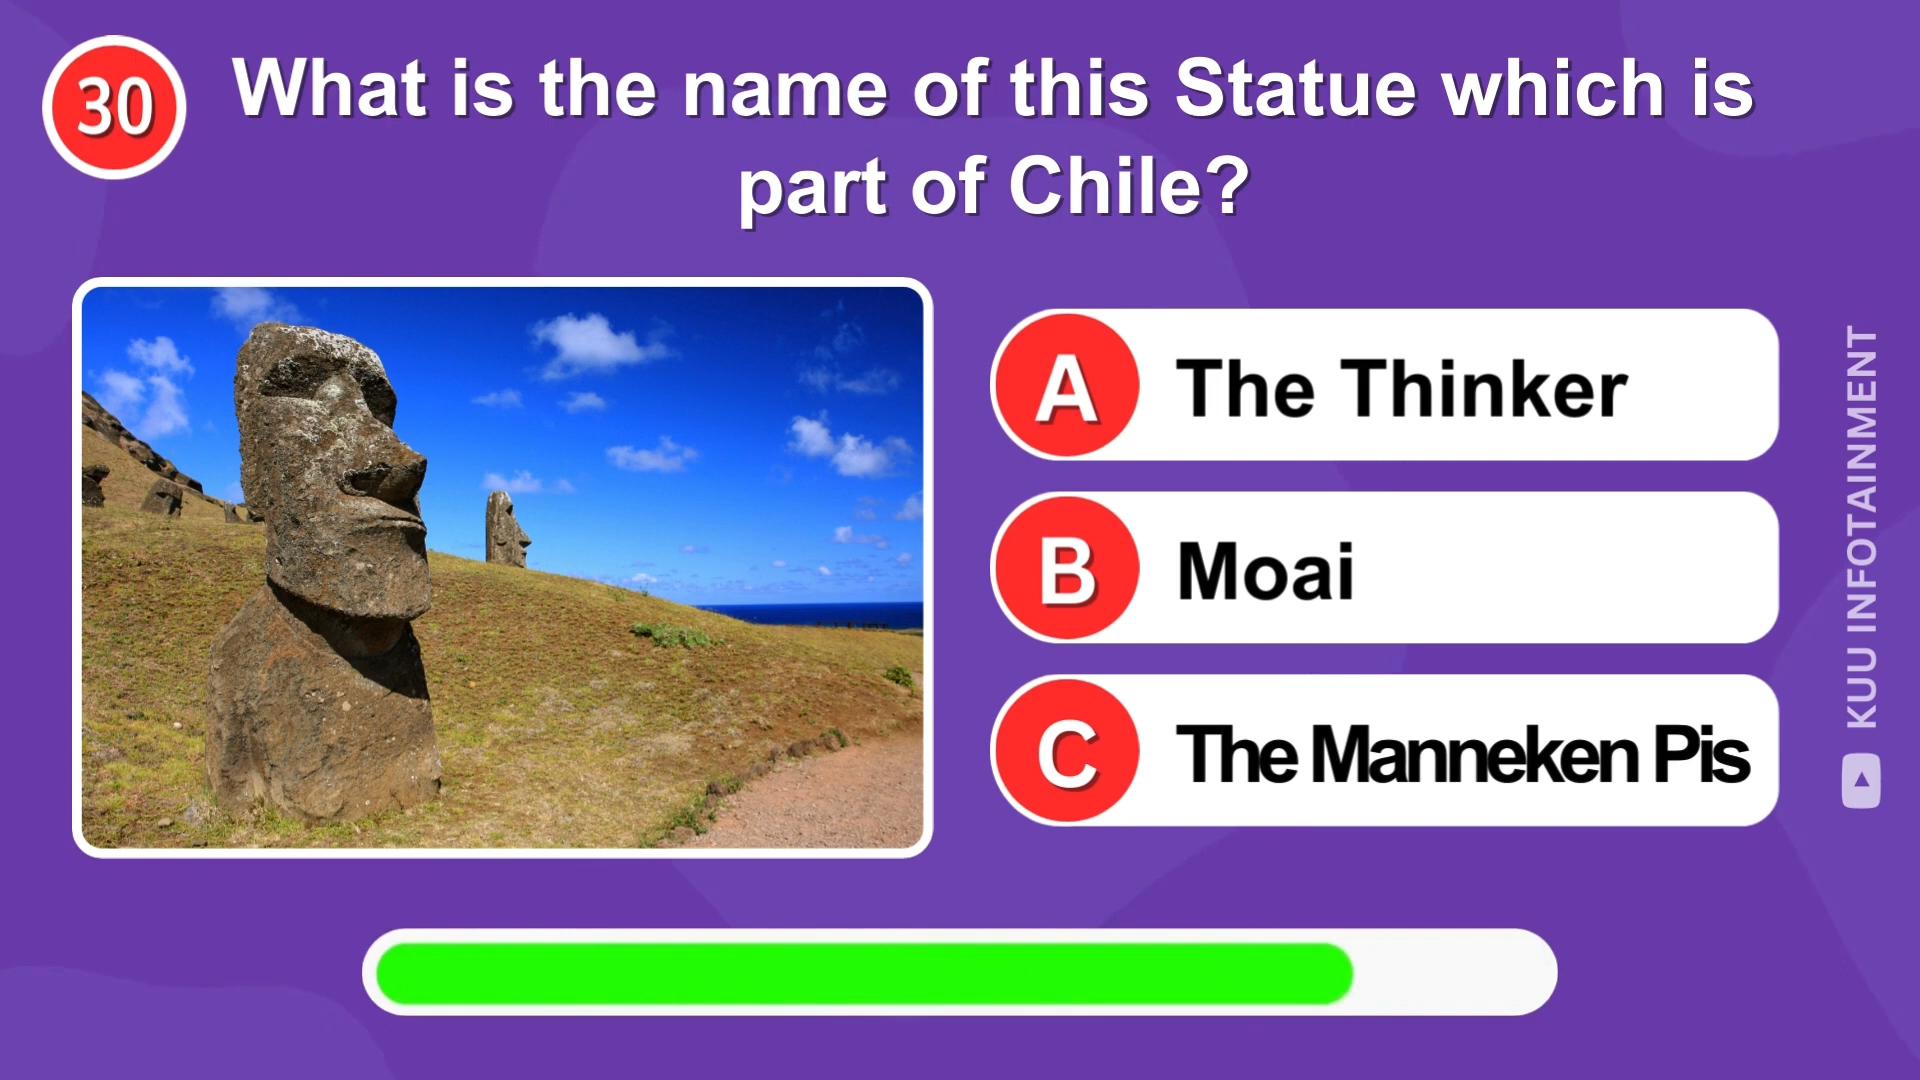 30
What is the name of this Statue which is
part of Chile?
A The Thinker
B Moai
C The Manneken Pis
KUU INFOTAINMENT